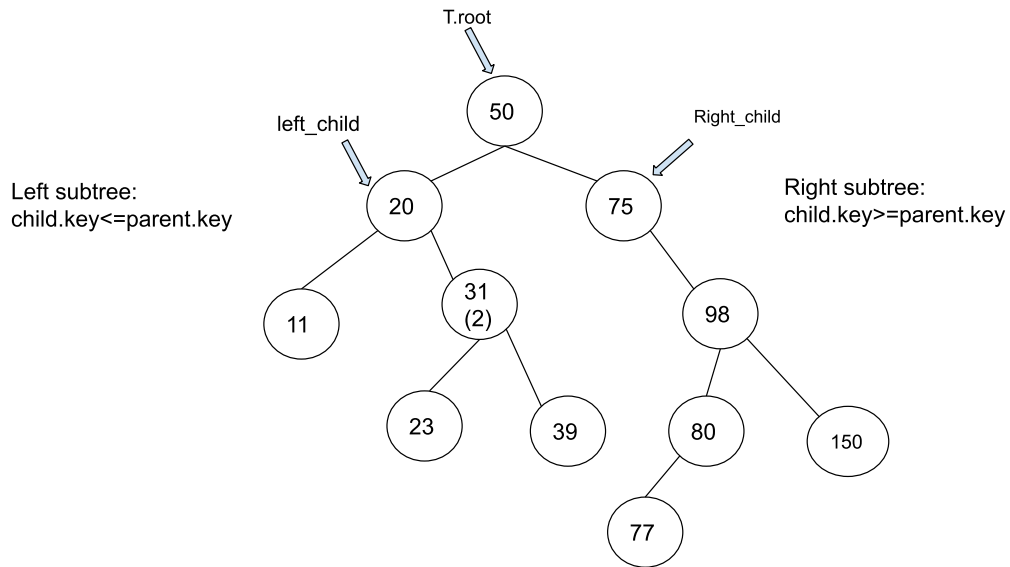 T.root
50
left_child
Right_child
Left subtree:
child.key<=parent.key
20
75
Right subtree:
child.key>=parent.key
11
31
(2)
98
23
39
80
150
77